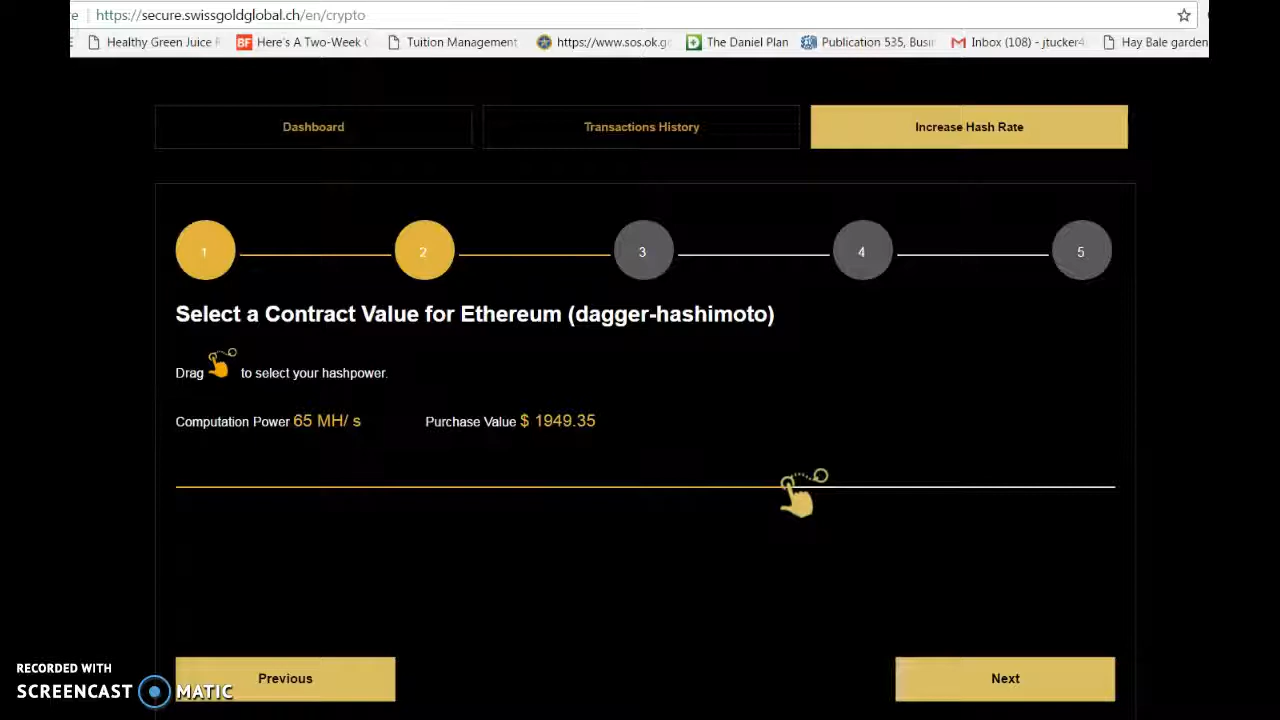 e https://secure.swissgoldglobal.ch/en/crypto
Healthy Green Juice BF Here's A Two-Week Tuition Management https://www.sos.ok.g The Daniel Plan Publication 535, Busi Inbox (108) - jtucker4 Hay Bale garden
Dashboard Transactions History Increase Hash Rate
1 2 3 4 5
Select a Contract Value for Ethereum (dagger-hashimoto)
Drag to select your hashpower.
Computation Power 65 MH/ s Purchase Value $ 1949.35
Previous Next
RECORDED WITH
SCREENCAST MATIC